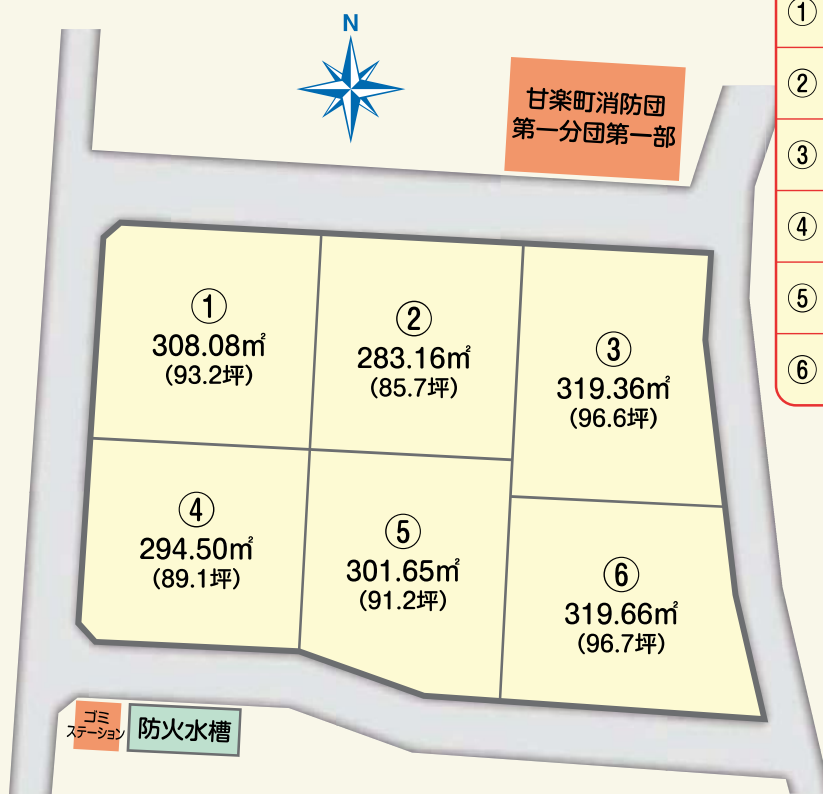 N
甘楽町消防団
第一分団第一部
①
②
③
④
⑤
⑥
①
308.08㎡
(93.2坪)
②
283.16㎡
(85.7坪)
③
319.36㎡
(96.6坪)
④
294.50㎡
(89.1坪)
⑤
301.65㎡
(91.2坪)
⑥
319.66㎡
(96.7坪)
ゴミ
ステーション
防火水槽